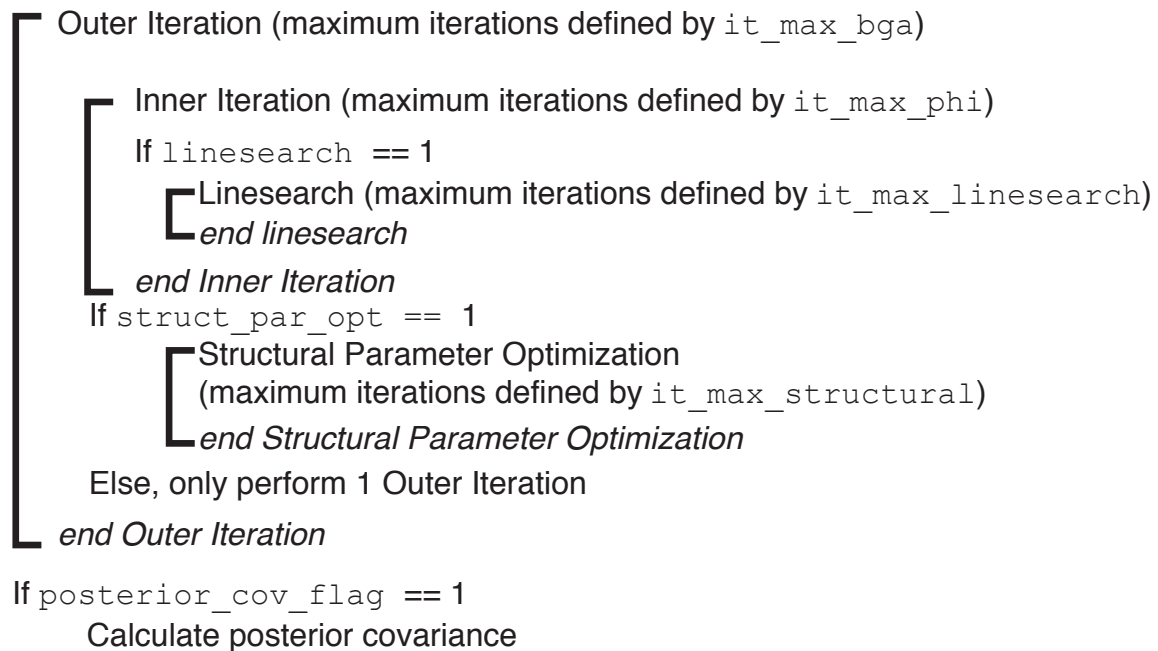 Outer Iteration (maximum iterations defined by it_max_bga)
Inner Iteration (maximum iterations defined by it_max_phi)
If linesearch == 1
Linesearch (maximum iterations defined by it_max_linesearch)
end linesearch
end Inner Iteration
If struct_par_opt == 1
Structural Parameter Optimization
(maximum iterations defined by it_max_structural)
end Structural Parameter Optimization
Else, only perform 1 Outer Iteration
end Outer Iteration
If posterior_cov_flag == 1
Calculate posterior covariance